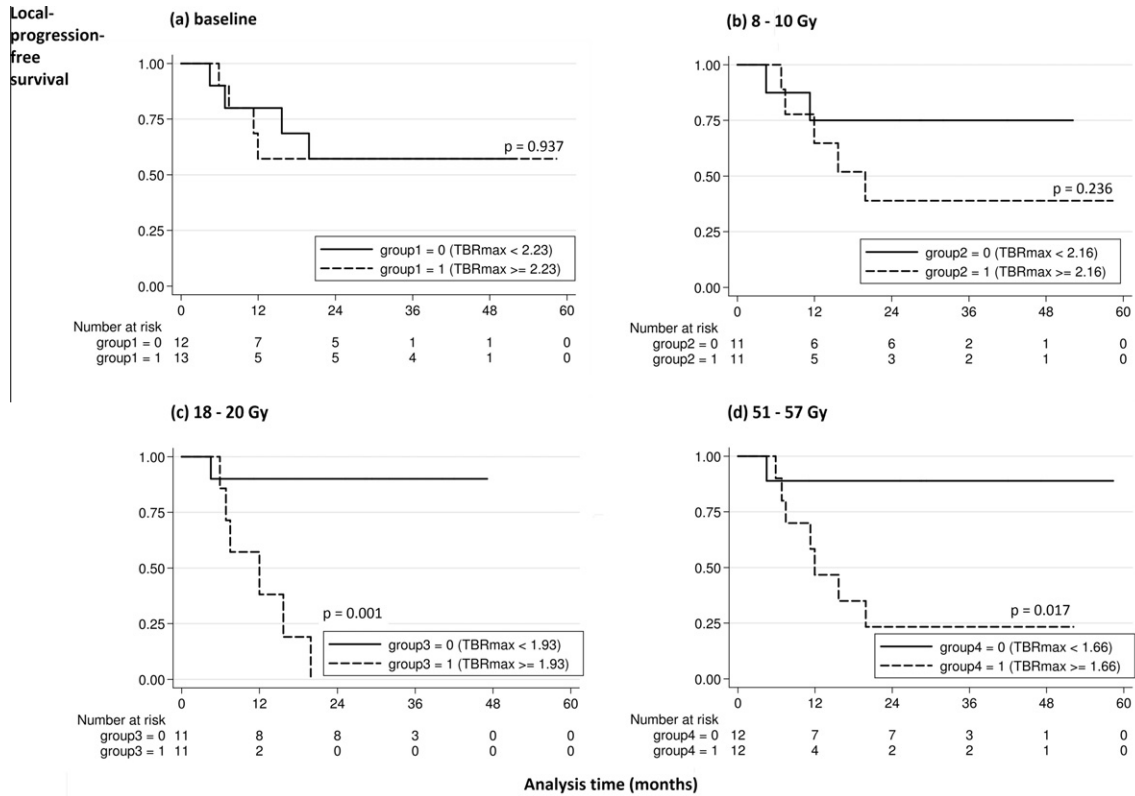 Local-
progression-
free
survival
(a) baseline
1.00
0.75
0.50
0.25
0.00
p = 0.937
group1 = 0 (TBRmax < 2.23)
group1 = 1 (TBRmax >= 2.23)
0 12 24 36 48 60
Number at risk
group1 = 0 12 7 5 1 1 0
group1 = 1 13 5 5 4 1 0
(b) 8 - 10 Gy
1.00
0.75
0.50
0.25
0.00
p = 0.236
group2 = 0 (TBRmax < 2.16)
group2 = 1 (TBRmax >= 2.16)
0 12 24 36 48 60
Number at risk
group2 = 0 11 6 6 2 1 0
group2 = 1 11 5 3 2 1 0
(c) 18 - 20 Gy
1.00
0.75
0.50
0.25
0.00
p = 0.001
group3 = 0 (TBRmax < 1.93)
group3 = 1 (TBRmax >= 1.93)
0 12 24 36 48 60
Number at risk
group3 = 0 11 8 8 3 0 0
group3 = 1 11 2 0 0 0 0
(d) 51 - 57 Gy
1.00
0.75
0.50
0.25
0.00
p = 0.017
group4 = 0 (TBRmax < 1.66)
group4 = 1 (TBRmax >= 1.66)
0 12 24 36 48 60
Number at risk
group4 = 0 12 7 7 3 1 0
group4 = 1 12 4 2 2 1 0
Analysis time (months)